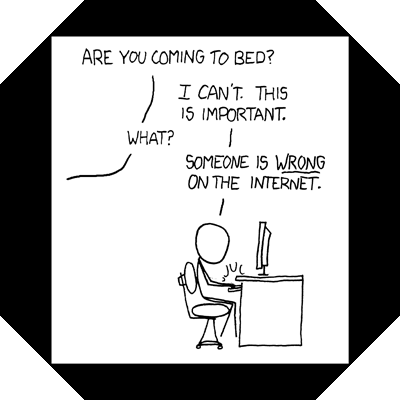 ARE YOU COMING TO BED?
I CAN'T. THIS
IS IMPORTANT.
WHAT?
SOMEONE IS WRONG
ON THE INTERNET.